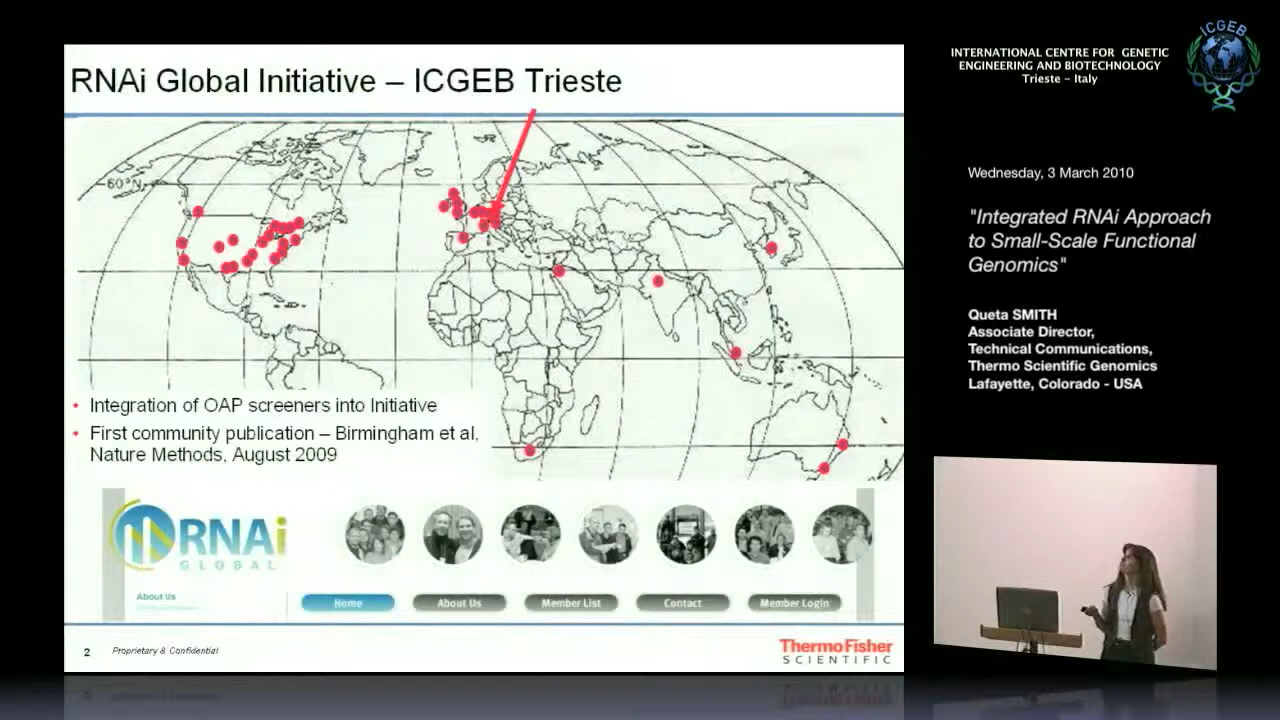 RNAi Global Initiative – ICGEB Trieste
60°N
• Integration of OAP screeners into Initiative
• First community publication – Birmingham et al,
Nature Methods, August 2009
RNAi
GLOBAL
About Us
Home
About Us
Member List
Contact
Member Login
2
Proprietary & Confidential
ThermoFisher
SCIENTIFIC
INTERNATIONAL CENTRE FOR GENETIC
ENGINEERING AND BIOTECHNOLOGY
Trieste – Italy
ICGEB
Wednesday, 3 March 2010
"Integrated RNAi Approach
to Small-Scale Functional
Genomics"
Queta SMITH
Associate Director,
Technical Communications,
Thermo Scientific Genomics
Lafayette, Colorado - USA